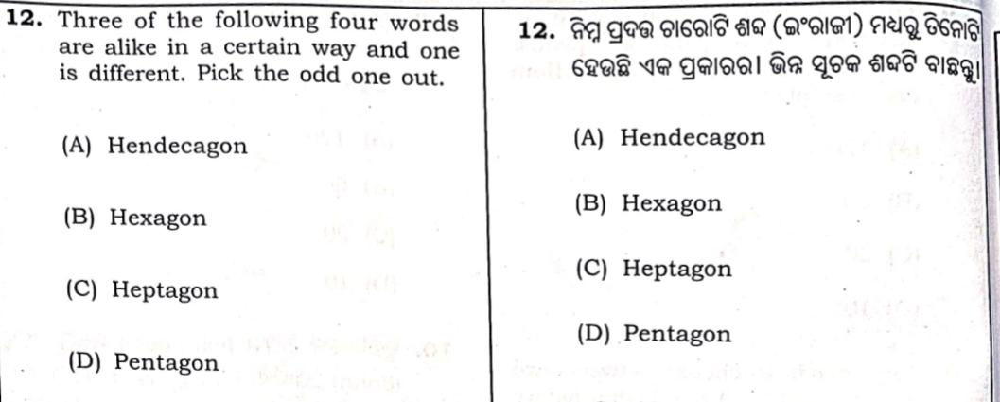 12. Three of the following four words
are alike in a certain way and one
is different. Pick the odd one out.
(A) Hendecagon
(B) Hexagon
(C) Heptagon
(D) Pentagon
12. ନିମ୍ନ ପ୍ରଦତ୍ତ ଚାରୋଟି ଶବ୍ଦ (ଇଂରାଜୀ) ମଧ୍ୟରୁ ତିନୋଟି
ହେଉଛି ଏକ ପ୍ରକାରର। ଭିନ୍ନ ସୂଚକ ଶବ୍ଦଟି ବାଛନ୍ତୁ।
(A) Hendecagon
(B) Hexagon
(C) Heptagon
(D) Pentagon